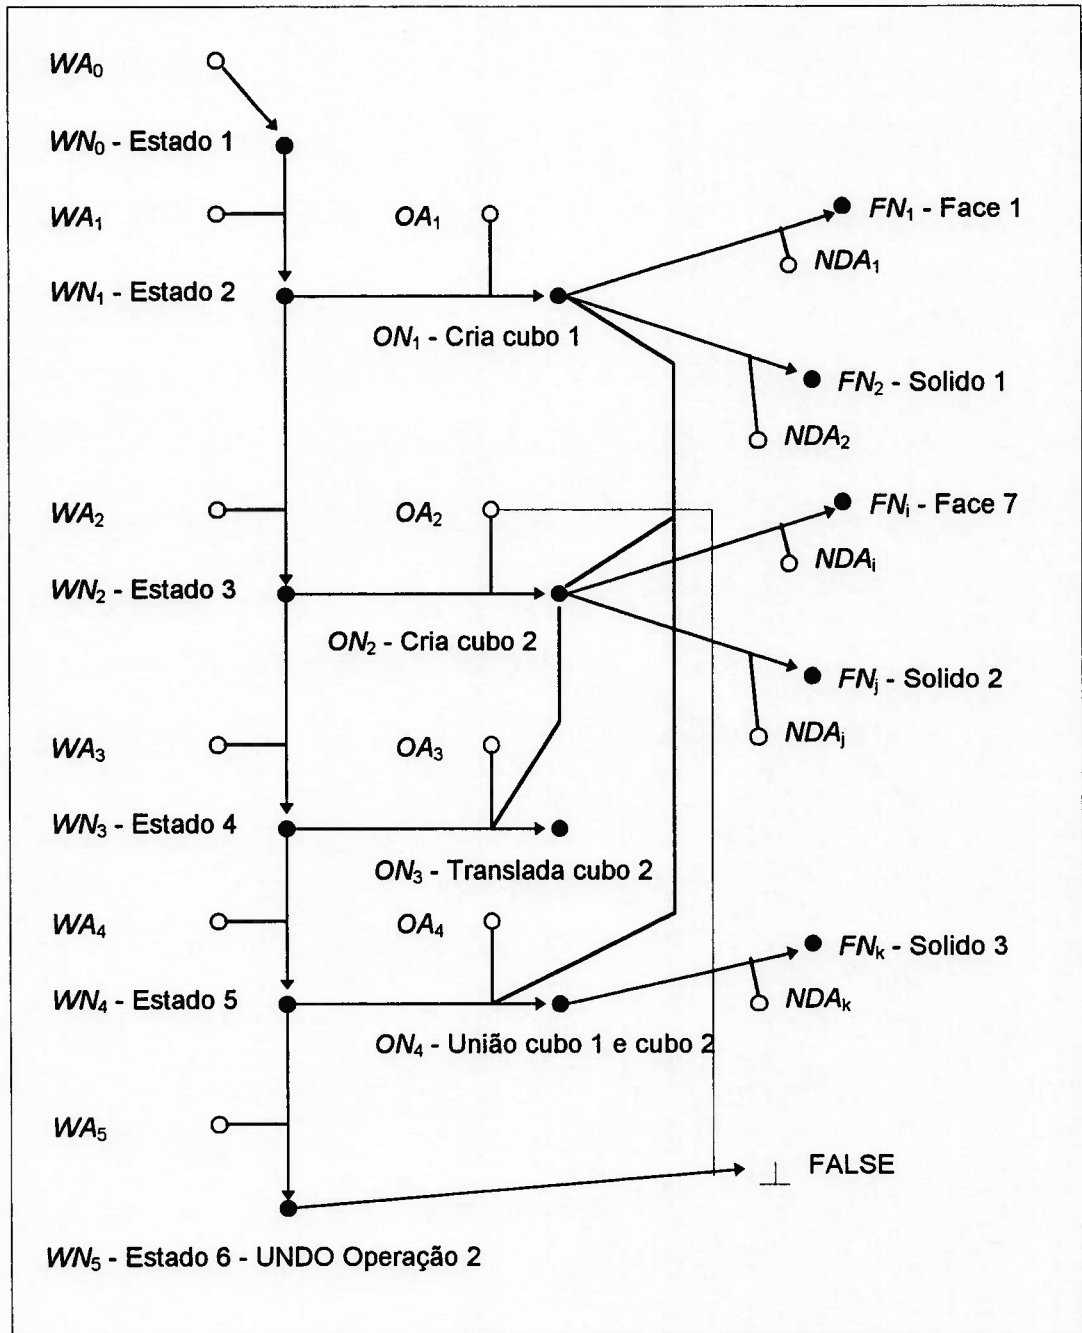 WA₀
WN₀ - Estado 1
WA₁
OA₁
FN₁ - Face 1
NDA₁
WN₁ - Estado 2
ON₁ - Cria cubo 1
FN₂ - Solido 1
NDA₂
WA₂
OA₂
FNᵢ - Face 7
NDAᵢ
WN₂ - Estado 3
ON₂ - Cria cubo 2
FNⱼ - Solido 2
NDAⱼ
WA₃
OA₃
WN₃ - Estado 4
ON₃ - Translada cubo 2
WA₄
OA₄
FNₖ - Solido 3
WN₄ - Estado 5
NDAₖ
ON₄ - União cubo 1 e cubo 2
WA₅
FALSE
WN₅ - Estado 6 - UNDO Operação 2